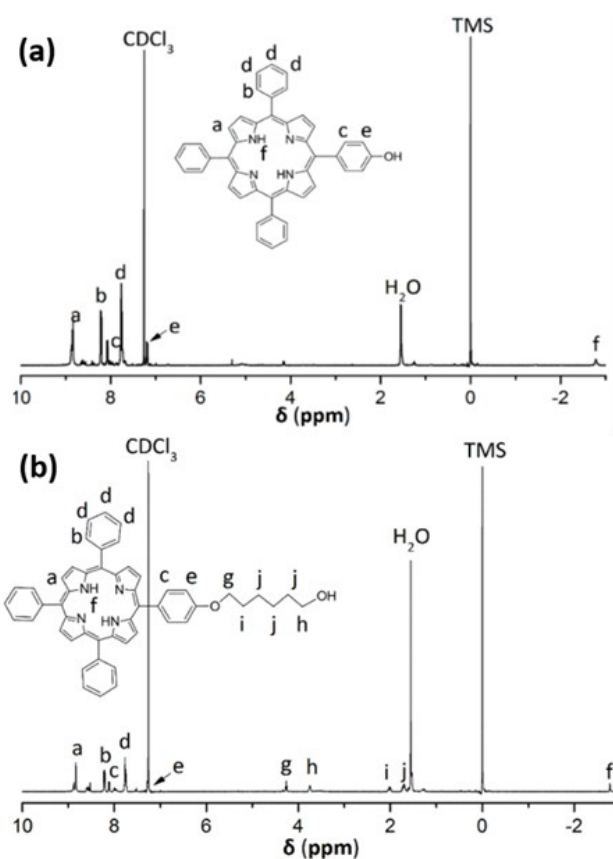 (a)
CDCl3
TMS
d
d
d
b
a
c
e
NH
N
f
OH
N
HN
d
H2O
b
a
c
e
f
10
8
6
4
2
0
-2
δ (ppm)
(b)
CDCl3
TMS
d
d
d
b
H2O
a
c
e
g
j
j
NH
N
OH
f
O
N
HN
i
j
h
d
a
b
c
e
g
h
i
j
f
10
8
6
4
2
0
-2
δ (ppm)